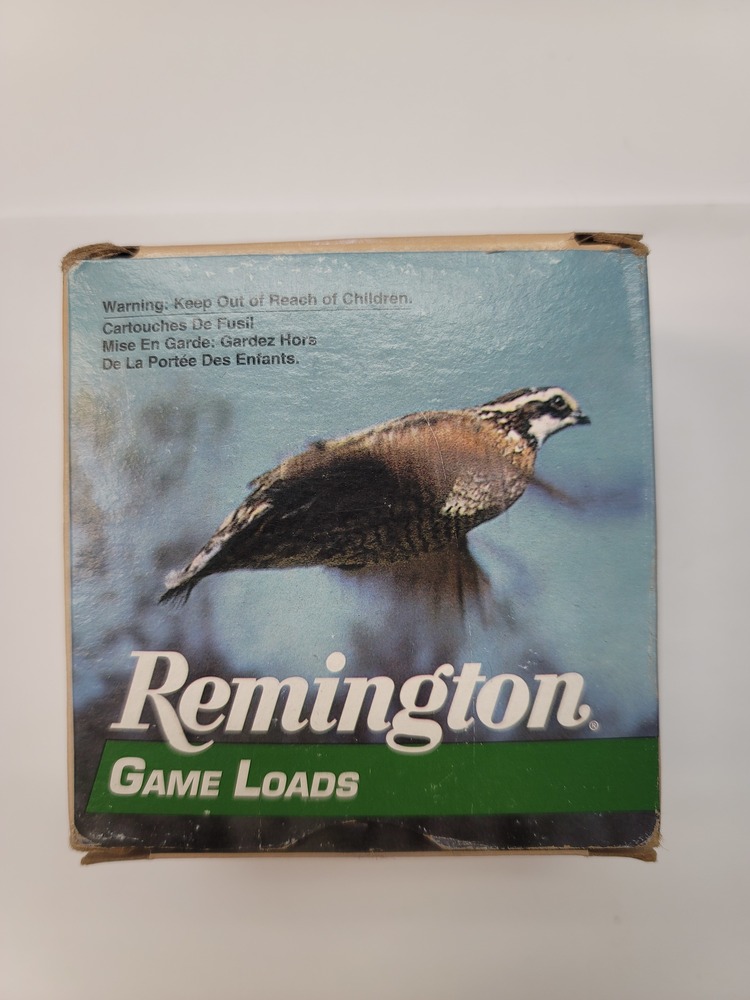 Warning: Keep Out of Reach of Children.
Cartouches De Fusil
Mise En Garde: Gardez Hors
De La Portée Des Enfants.
Remington®
GAME LOADS